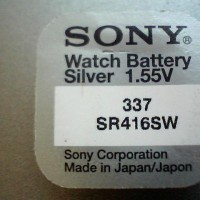 SONY®
Watch Battery
Silver 1.55V
337
SR416SW
Sony Corporation
Made in Japan/Japon